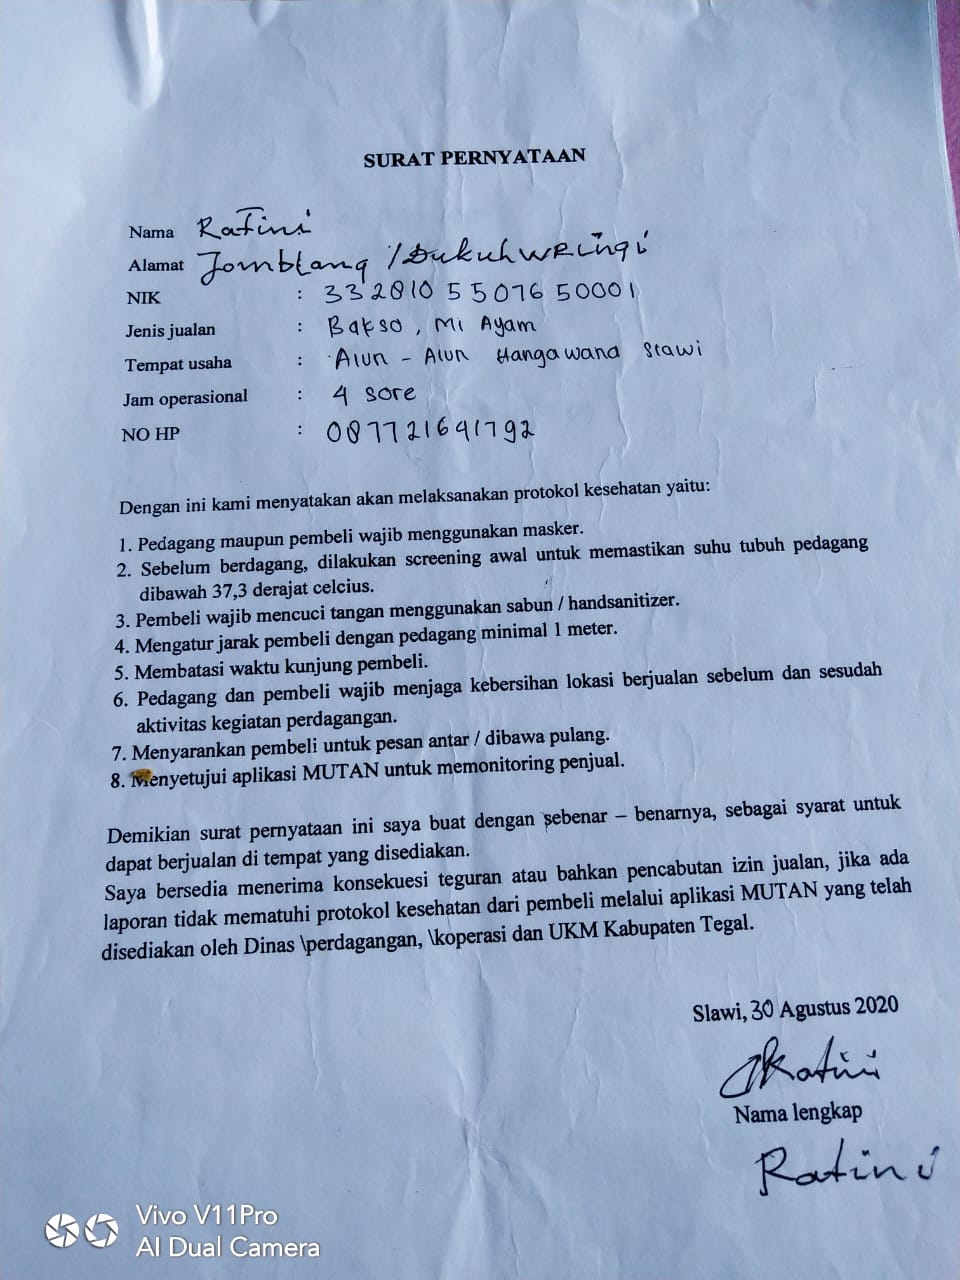 SURAT PERNYATAAN
Nama Ratini
Alamat Jomblang / Dukuhwringi
NIK : 3328105507650001
Jenis jualan : Bakso, Mi Ayam
Tempat usaha : Alun - Alun Hangawana Slawi
Jam operasional : 4 sore
NO HP : 087721641792
Dengan ini kami menyatakan akan melaksanakan protokol kesehatan yaitu:
1. Pedagang maupun pembeli wajib menggunakan masker.
2. Sebelum berdagang, dilakukan screening awal untuk memastikan suhu tubuh pedagang
dibawah 37,3 derajat celcius.
3. Pembeli wajib mencuci tangan menggunakan sabun / handsanitizer.
4. Mengatur jarak pembeli dengan pedagang minimal 1 meter.
5. Membatasi waktu kunjung pembeli.
6. Pedagang dan pembeli wajib menjaga kebersihan lokasi berjualan sebelum dan sesudah
aktivitas kegiatan perdagangan.
7. Menyarankan pembeli untuk pesan antar / dibawa pulang.
8. Menyetujui aplikasi MUTAN untuk memonitoring penjual.
Demikian surat pernyataan ini saya buat dengan sebenar – benarnya, sebagai syarat untuk
dapat berjualan di tempat yang disediakan.
Saya bersedia menerima konsekuesi teguran atau bahkan pencabutan izin jualan, jika ada
laporan tidak mematuhi protokol kesehatan dari pembeli melalui aplikasi MUTAN yang telah
disediakan oleh Dinas \perdagangan, \koperasi dan UKM Kabupaten Tegal.
Slawi, 30 Agustus 2020
Ratini
Nama lengkap
Ratini
Vivo V11Pro
AI Dual Camera